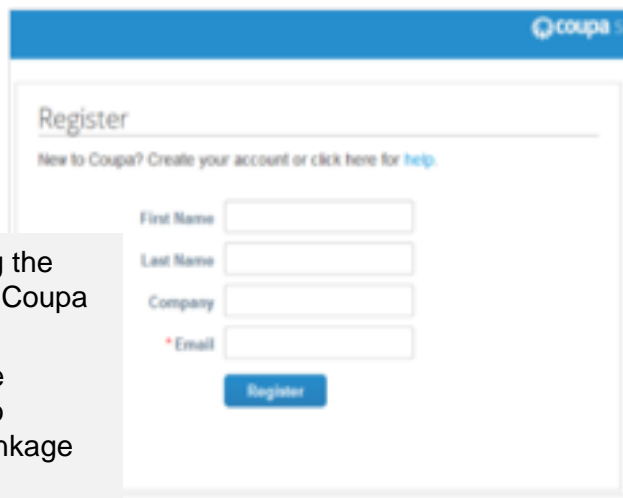 coupa
Register
New to Coupa? Create your account or click here for help.
First Name
Last Name
Company
* Email
Register
the
Coupa